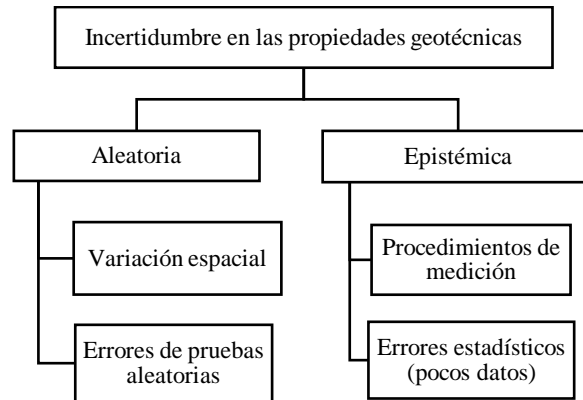 Incertidumbre en las propiedades geotécnicas
Aleatoria
Epistémica
Variación espacial
Procedimientos de
medición
Errores de pruebas
aleatorias
Errores estadísticos
(pocos datos)